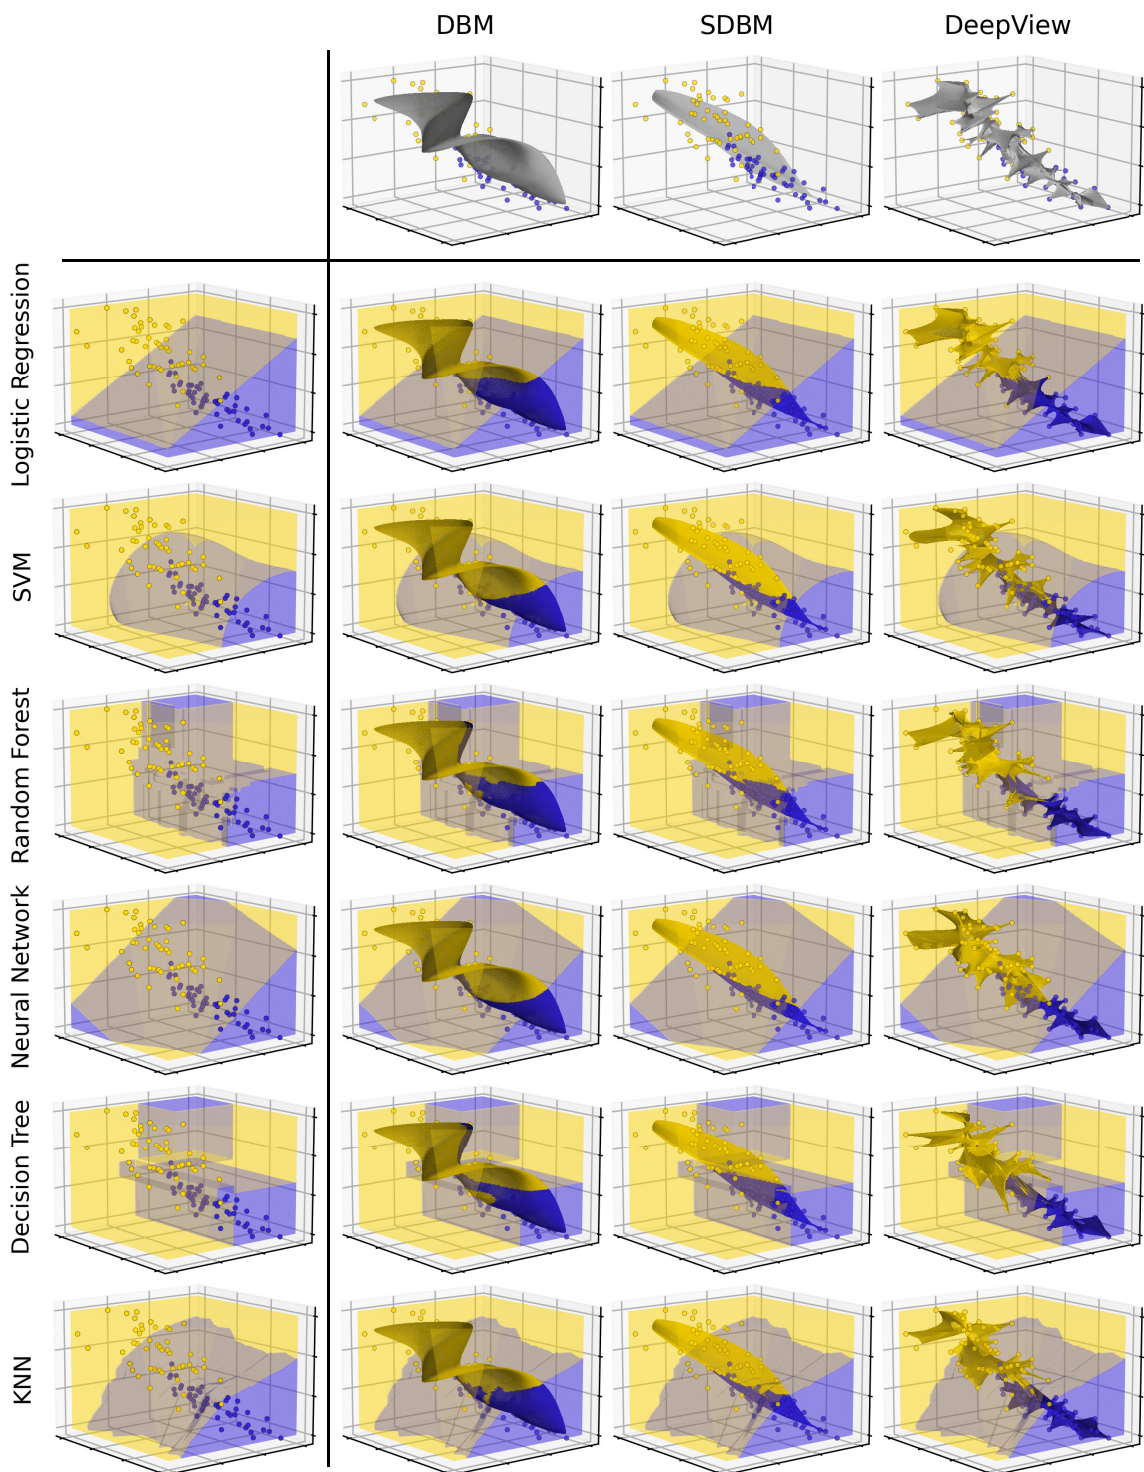 DBM
SDBM
DeepView
Logistic Regression
SVM
Random Forest
Neural Network
Decision Tree
KNN